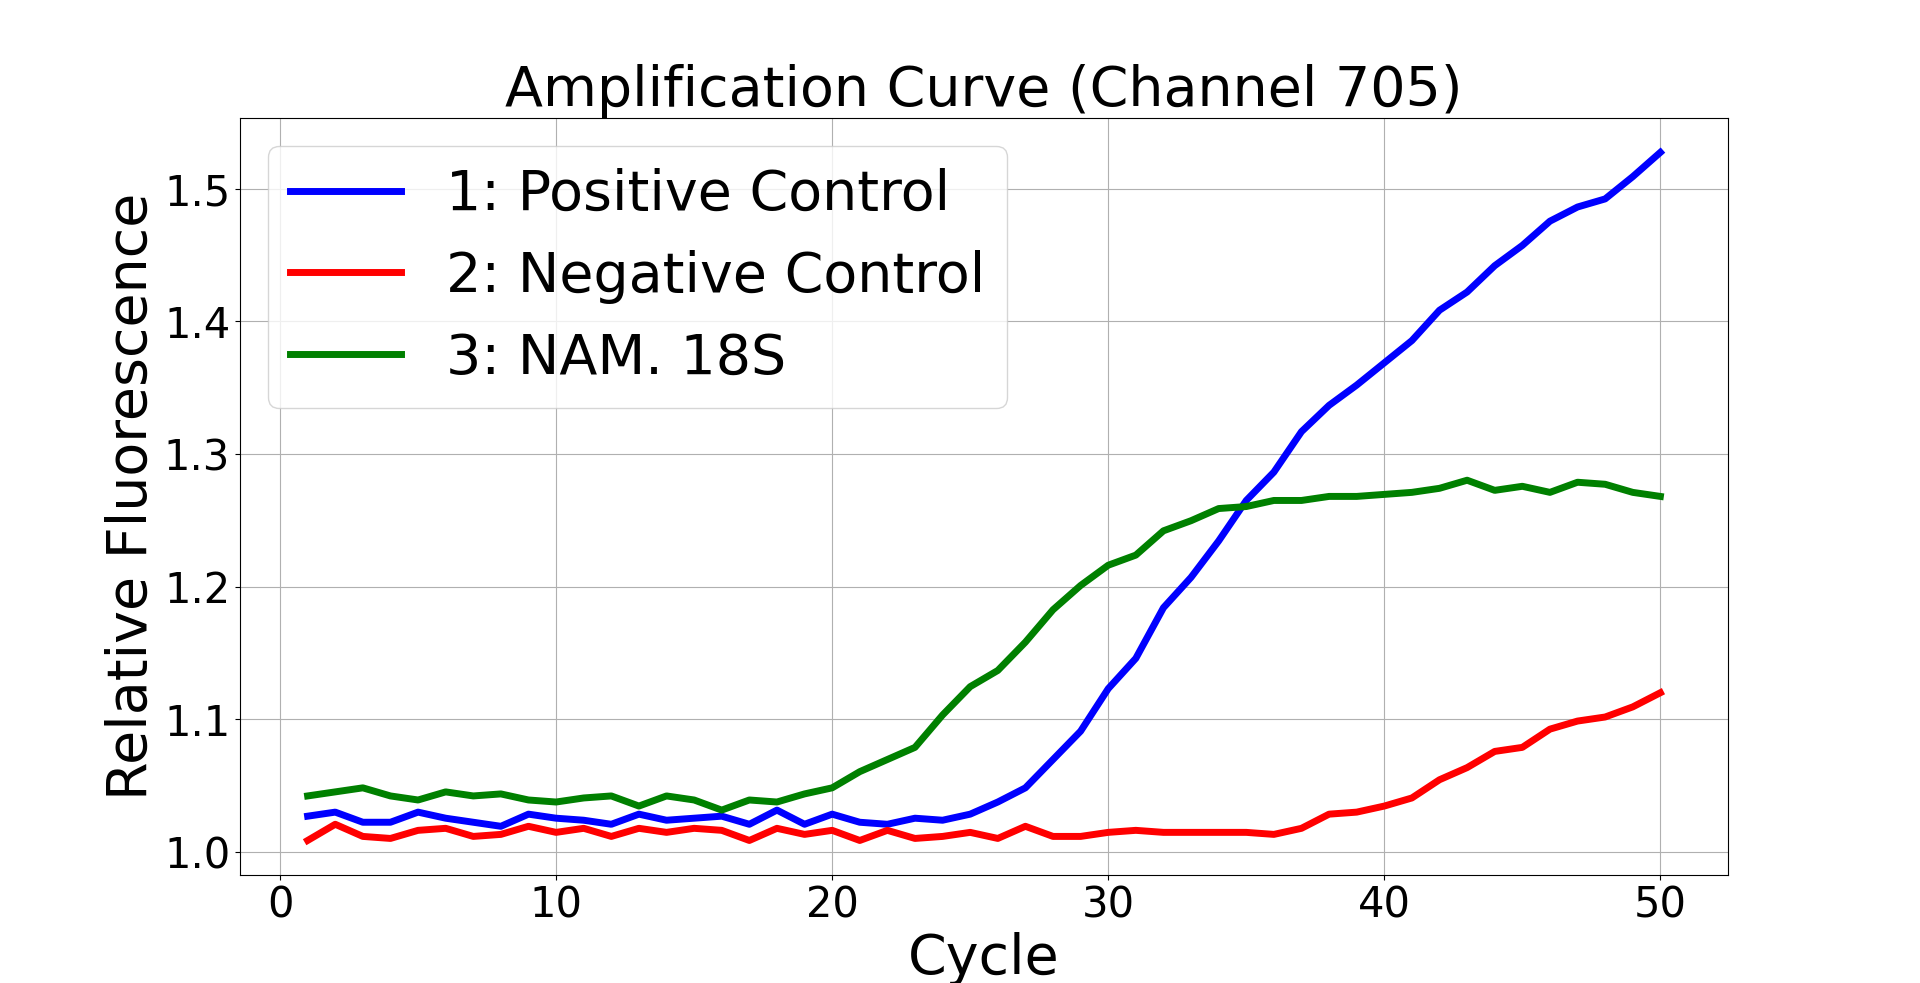 Amplification Curve (Channel 705)
1: Positive Control
2: Negative Control
3: NAM. 18S
Relative Fluorescence
1.5
1.4
1.3
1.2
1.1
1.0
0 10 20 30 40 50
Cycle